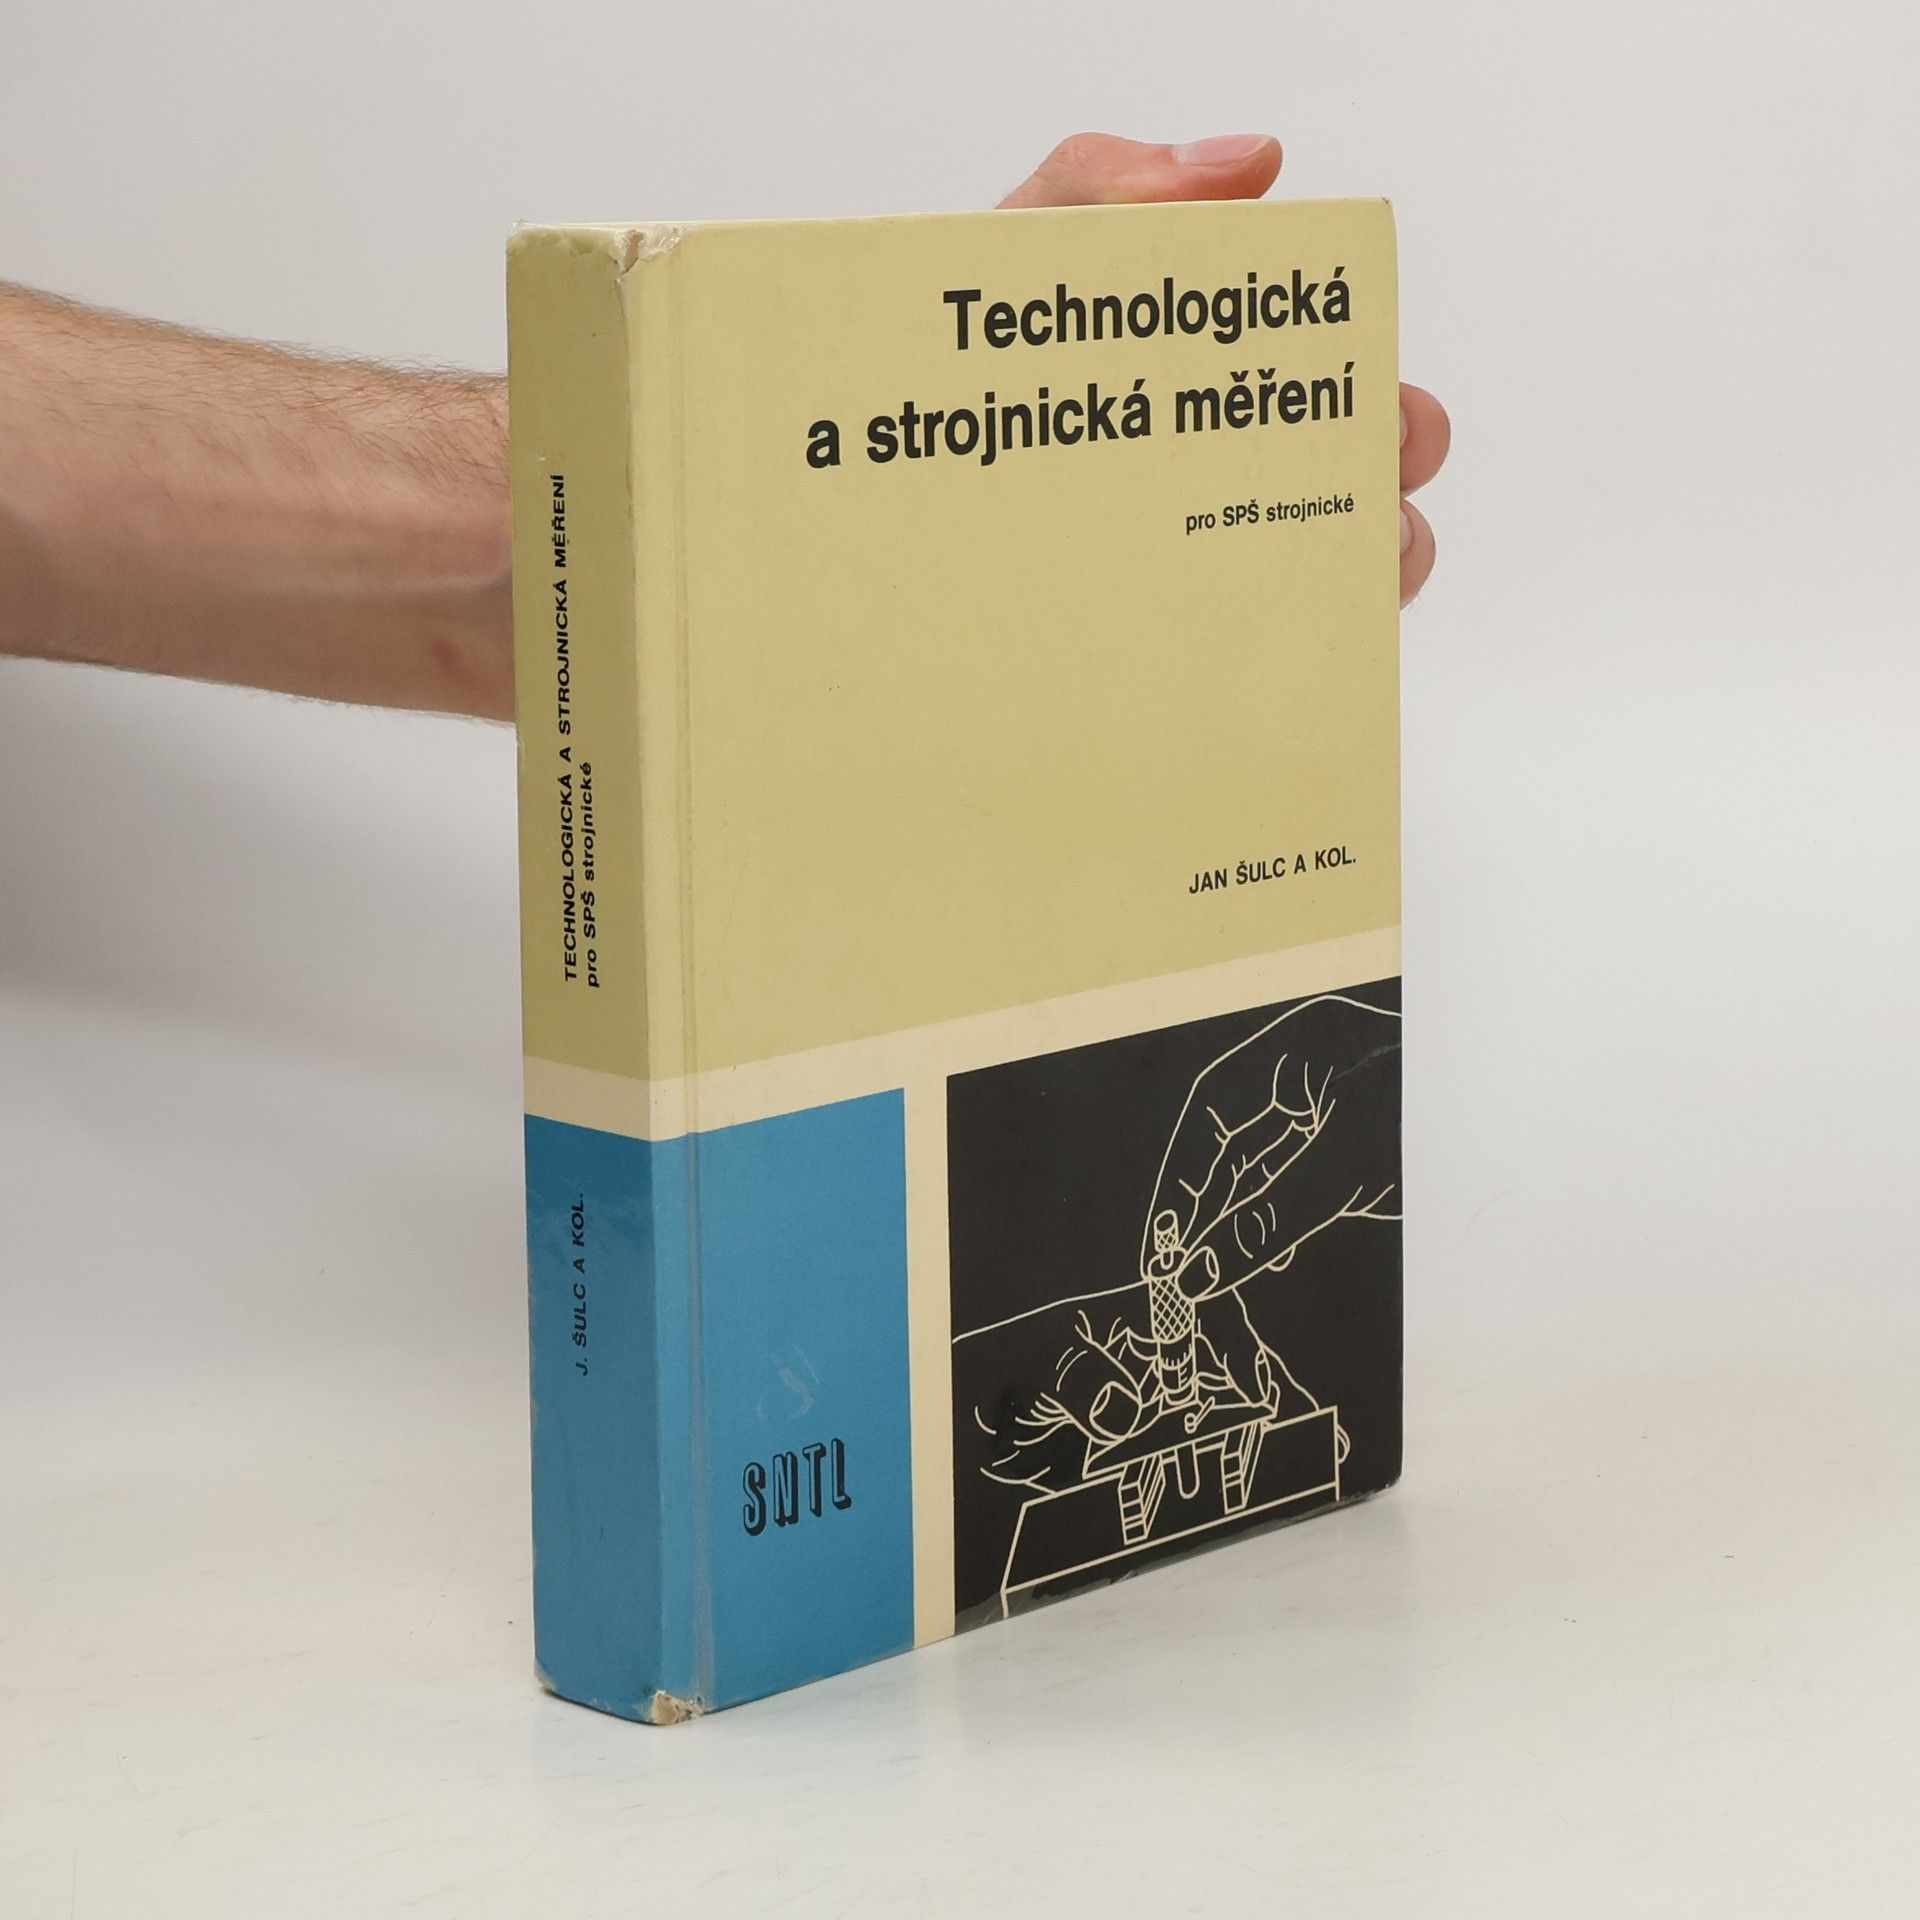 Technologická
a strojnická měření
pro SPŠ strojnické
JAN ŠULC A KOL.
SNTL
TECHNOLOGICKÁ A STROJNICKÁ MĚŘENÍ
pro SPŠ strojnické
J. ŠULC A KOL.